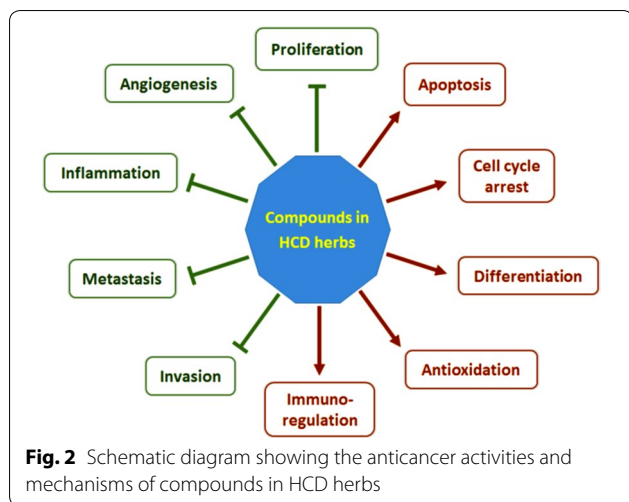 Proliferation
Angiogenesis
Apoptosis
Inflammation
Cell cycle
arrest
Compounds in
HCD herbs
Metastasis
Differentiation
Invasion
Antioxidation
Immuno-
regulation
Fig. 2 Schematic diagram showing the anticancer activities and
mechanisms of compounds in HCD herbs